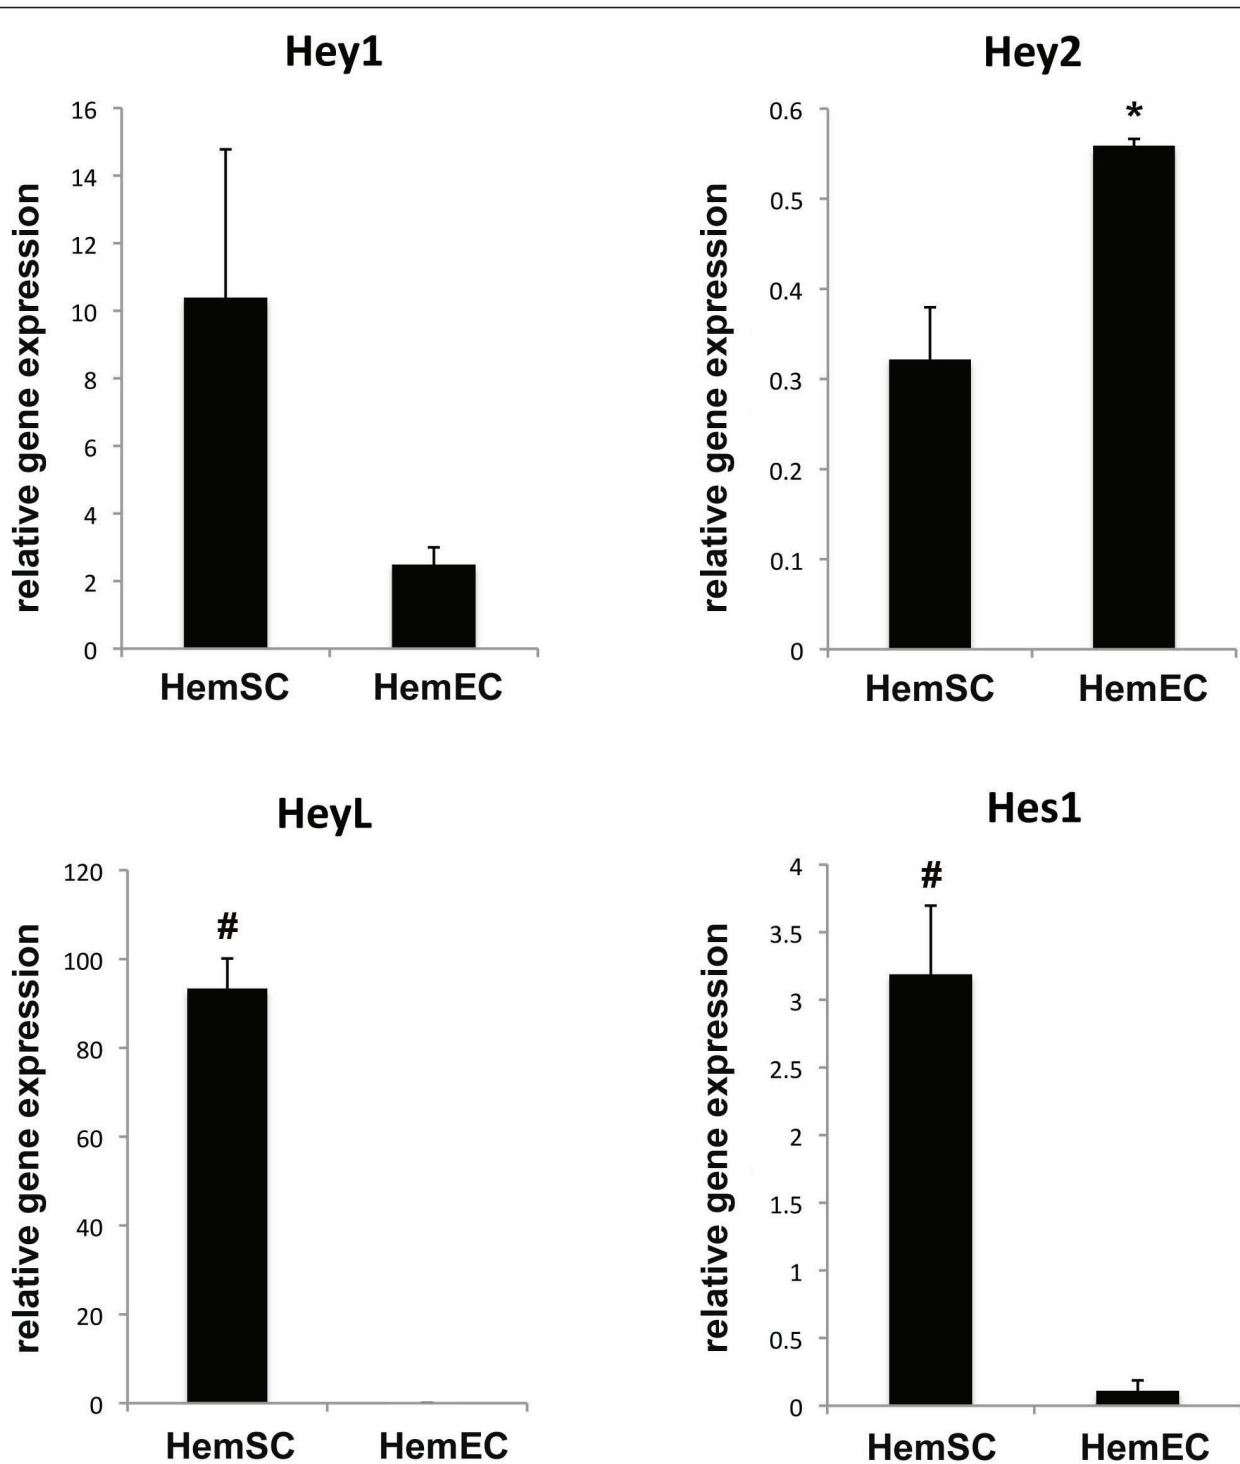 Hey1
relative gene expression
16
14
12
10
8
6
4
2
0
HemSC HemEC
Hey2
relative gene expression
0.6
0.5
0.4
0.3
0.2
0.1
0
*
HemSC HemEC
HeyL
relative gene expression
120
100
80
60
40
20
0
#
HemSC HemEC
Hes1
relative gene expression
4
3.5
3
2.5
2
1.5
1
0.5
0
#
HemSC HemEC